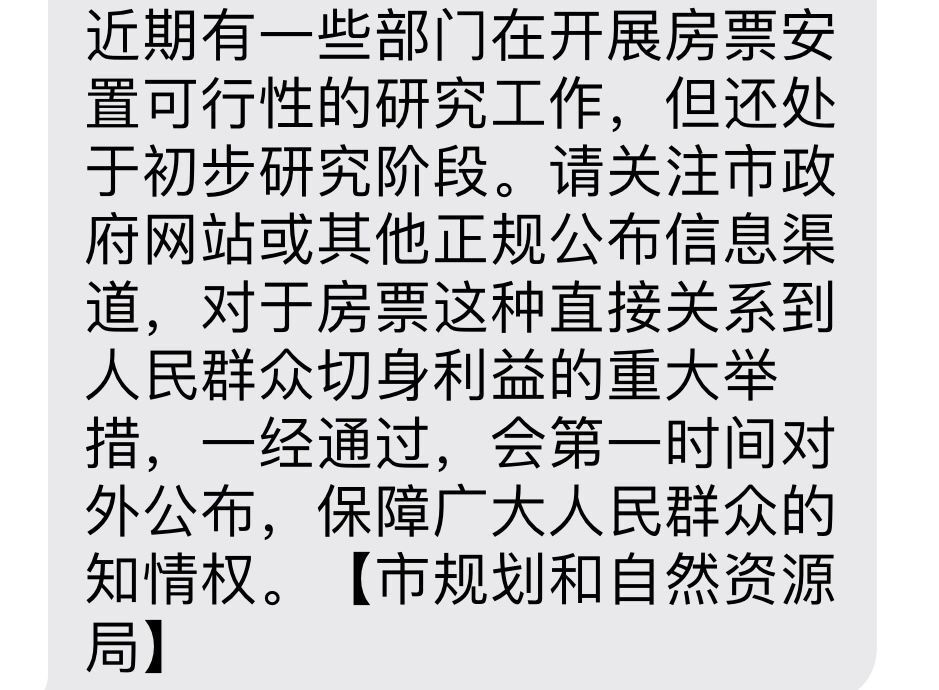 近期有一些部门在开展房票安
置可行性的研究工作，但还处
于初步研究阶段。请关注市政
府网站或其他正规公布信息渠
道，对于房票这种直接关系到
人民群众切身利益的重大举
措，一经通过，会第一时间对
外公布，保障广大人民群众的
知情权。【市规划和自然资源
局】